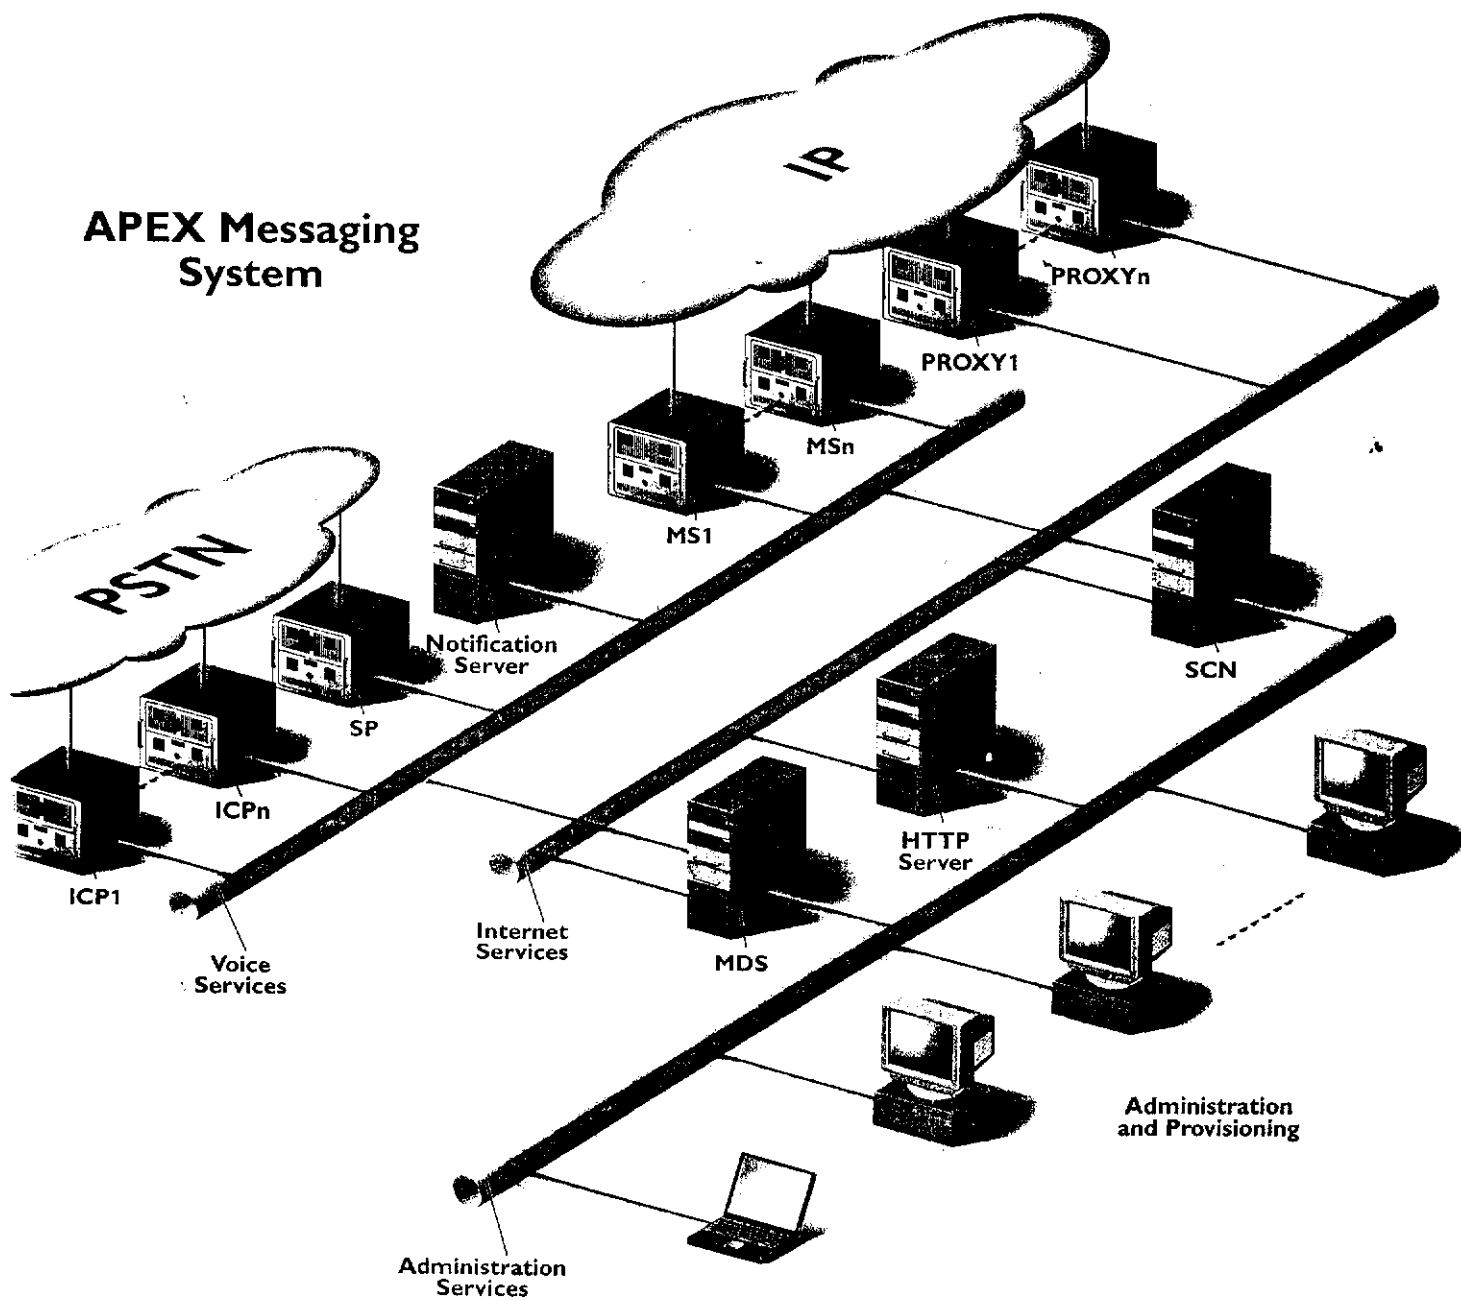 APEX Messaging
System
IP
PROXYn
PROXY1
MSn
MS1
PSTN
Notification
Server
SP
ICPn
ICP1
SCN
HTTP
Server
MDS
Internet
Services
Voice
Services
Administration
and Provisioning
Administration
Services